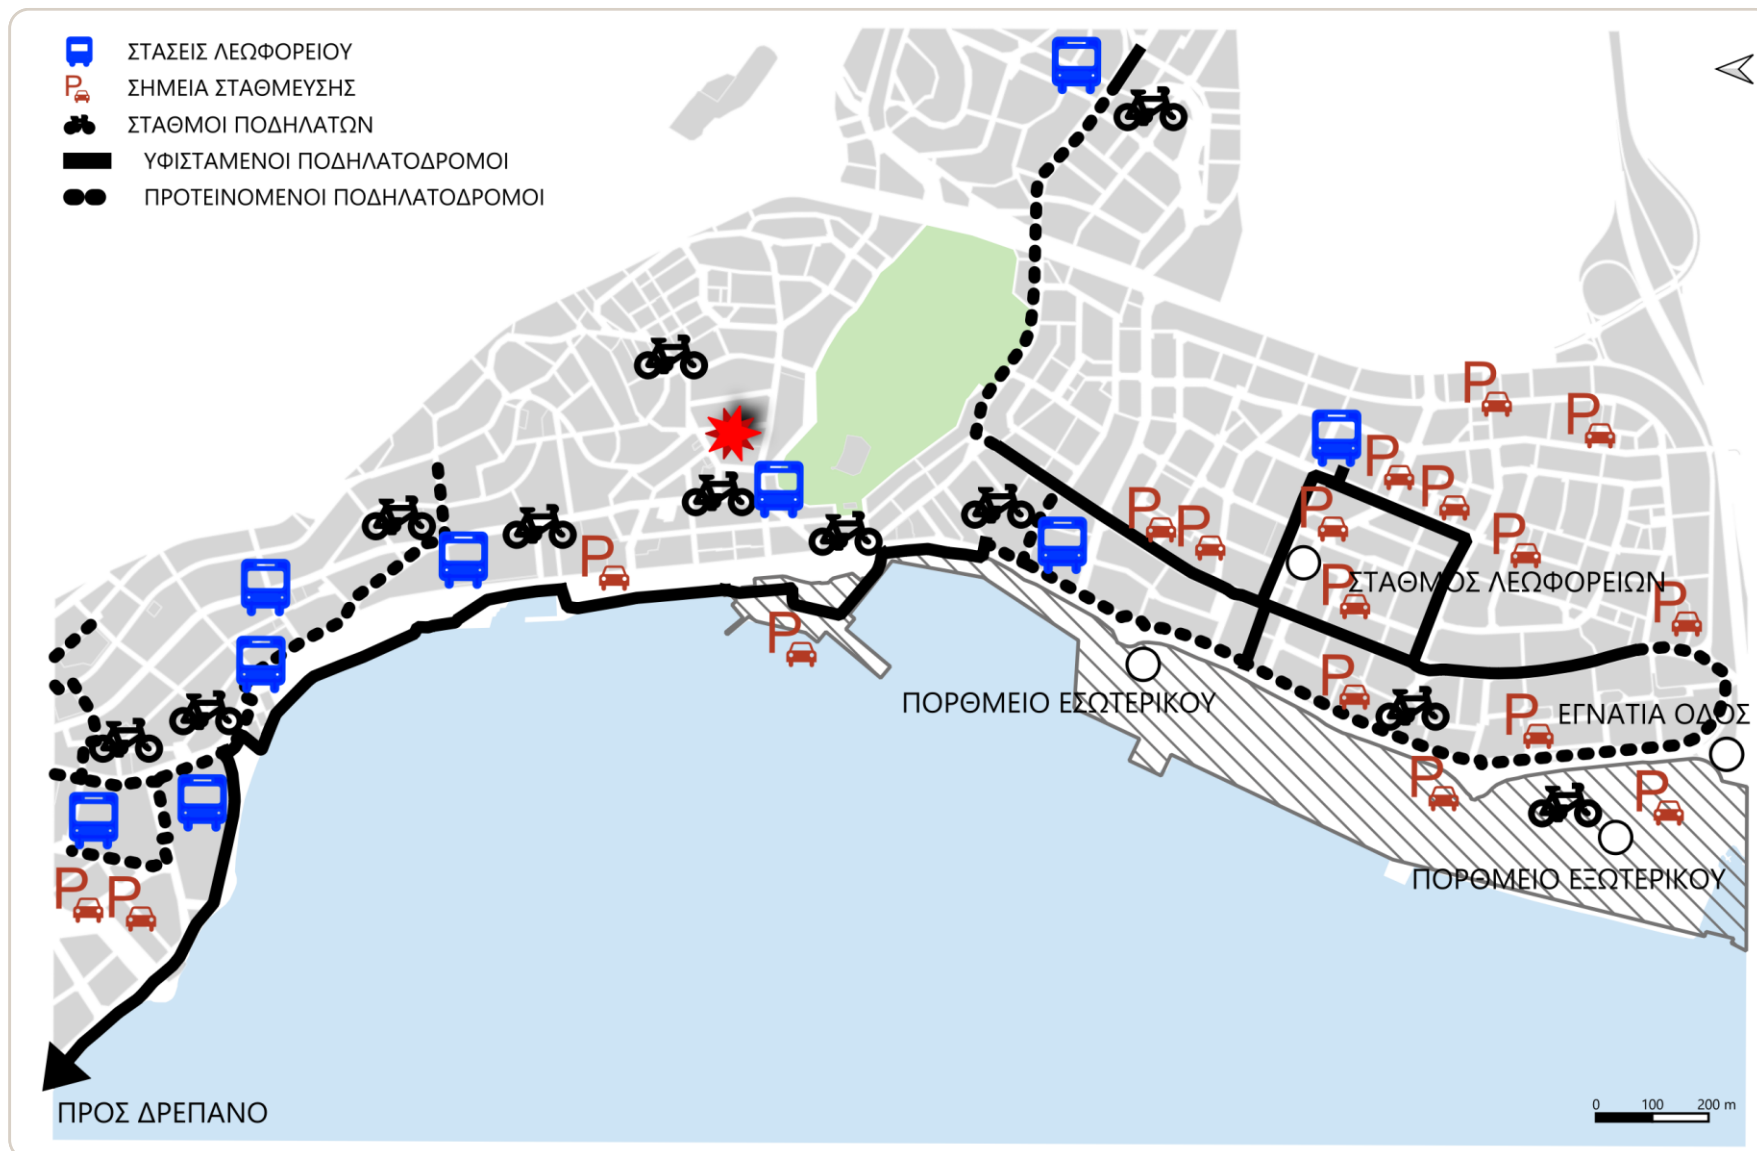 ΣΤΑΣΕΙΣ ΛΕΩΦΟΡΕΙΟΥ
P ΣΗΜΕΙΑ ΣΤΑΘΜΕΥΣΗΣ
ΣΤΑΘΜΟΙ ΠΟΔΗΛΑΤΩΝ
ΥΦΙΣΤΑΜΕΝΟΙ ΠΟΔΗΛΑΤΟΔΡΟΜΟΙ
ΠΡΟΤΕΙΝΟΜΕΝΟΙ ΠΟΔΗΛΑΤΟΔΡΟΜΟΙ
P
P
P
P
P
P
P
P
P
ΣΤΑΘΜΟΣ ΛΕΩΦΟΡΕΙΩΝ
P
P
P
P
ΠΟΡΘΜΕΙΟ ΕΣΩΤΕΡΙΚΟΥ
P
ΕΓΝΑΤΙΑ ΟΔΟΣ
P
P
ΠΟΡΘΜΕΙΟ ΕΞΩΤΕΡΙΚΟΥ
P
P
ΠΡΟΣ ΔΡΕΠΑΝΟ
0 100 200 m